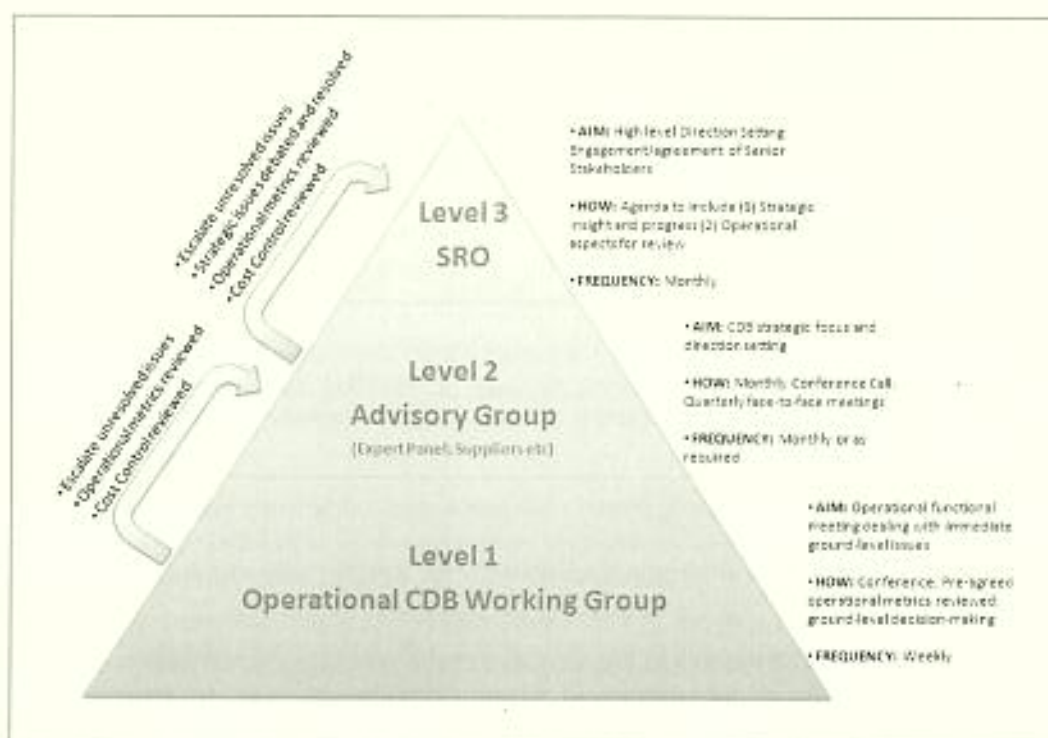 •Escalate unresolved issues
•Strategic issues debated and resolved
•Operational metrics reviewed
•Cost Control reviewed
Level 3
SRO
•AIM: High level Direction Setting
Engagement/agreement of Senior
Stakeholders
•HOW: Agenda to include (1) Strategic
insight and progress (2) Operational
aspects for review
•FREQUENCY: Monthly
•Escalate unresolved issues
•Operational metrics reviewed
•Cost Control reviewed
Level 2
Advisory Group
(Expert Panel, Suppliers etc)
•AIM: CDB strategic focus and
direction setting
•HOW: Monthly Conference Call
Quarterly face-to-face meetings
•FREQUENCY: Monthly or as
required
Level 1
Operational CDB Working Group
•AIM: Operational functional
meeting dealing with immediate
ground-level issues
•HOW: Conference. Pre-agreed
operational metrics reviewed
ground-level decision-making
•FREQUENCY: Weekly